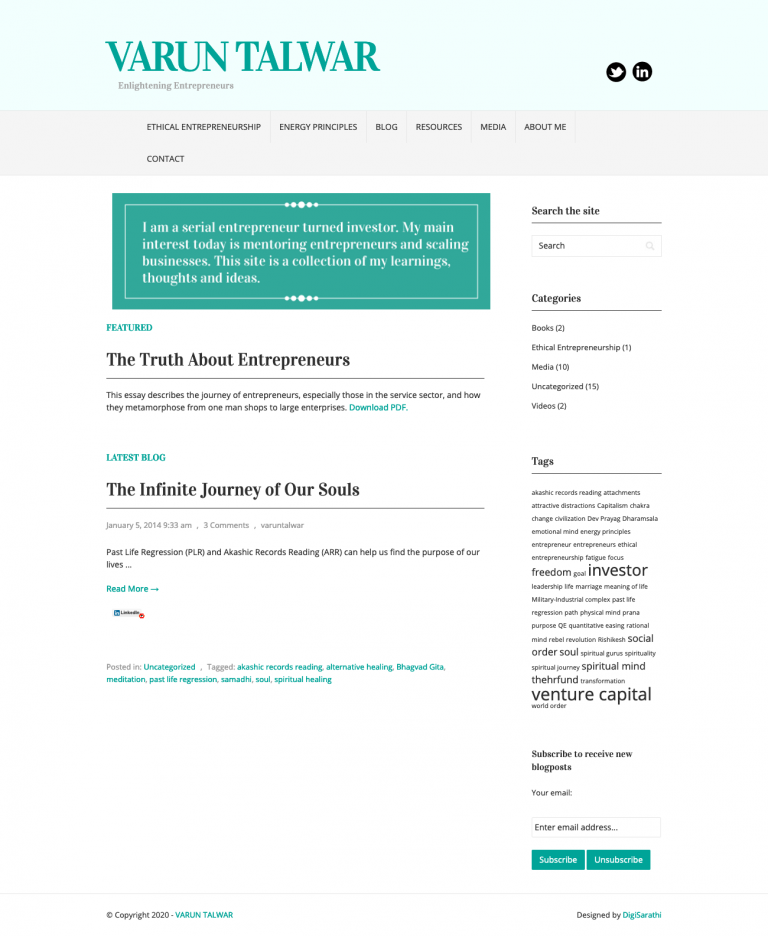 VARUN TALWAR
Enlightening Entrepreneurs
ETHICAL ENTREPRENEURSHIP
ENERGY PRINCIPLES
BLOG
RESOURCES
MEDIA
ABOUT ME
CONTACT
I am a serial entrepreneur turned investor. My main
interest today is mentoring entrepreneurs and scaling
businesses. This site is a collection of my learnings,
thoughts and ideas.
FEATURED
The Truth About Entrepreneurs
This essay describes the journey of entrepreneurs, especially those in the service sector, and how
they metamorphose from one man shops to large enterprises. Download PDF.
LATEST BLOG
The Infinite Journey of Our Souls
January 5, 2014 9:33 am , 3 Comments , varuntalwar
Past Life Regression (PLR) and Akashic Records Reading (ARR) can help us find the purpose of our
lives ...
Read More →
in LinkedIn
Posted in: Uncategorized , Tagged: akashic records reading, alternative healing, Bhagvad Gita,
meditation, past life regression, samadhi, soul, spiritual healing
Search the site
Search
Categories
Books (2)
Ethical Entrepreneurship (1)
Media (10)
Uncategorized (15)
Videos (2)
Tags
akashic records reading attachments
attractive distractions Capitalism chakra
change civilization Dev Prayag Dharamsala
emotional mind energy principles
entrepreneur entrepreneurs ethical
entrepreneurship fatigue focus
freedom goal investor
leadership life marriage meaning of life
Military-Industrial complex past life
regression path physical mind prana
purpose QE quantitative easing rational
mind rebel revolution Rishikesh social
order soul spiritual gurus spirituality
spiritual journey spiritual mind
thehrfund transformation
venture capital
world order
Subscribe to receive new
blogposts
Your email:
Enter email address...
Subscribe
Unsubscribe
© Copyright 2020 - VARUN TALWAR
Designed by DigiSarathi